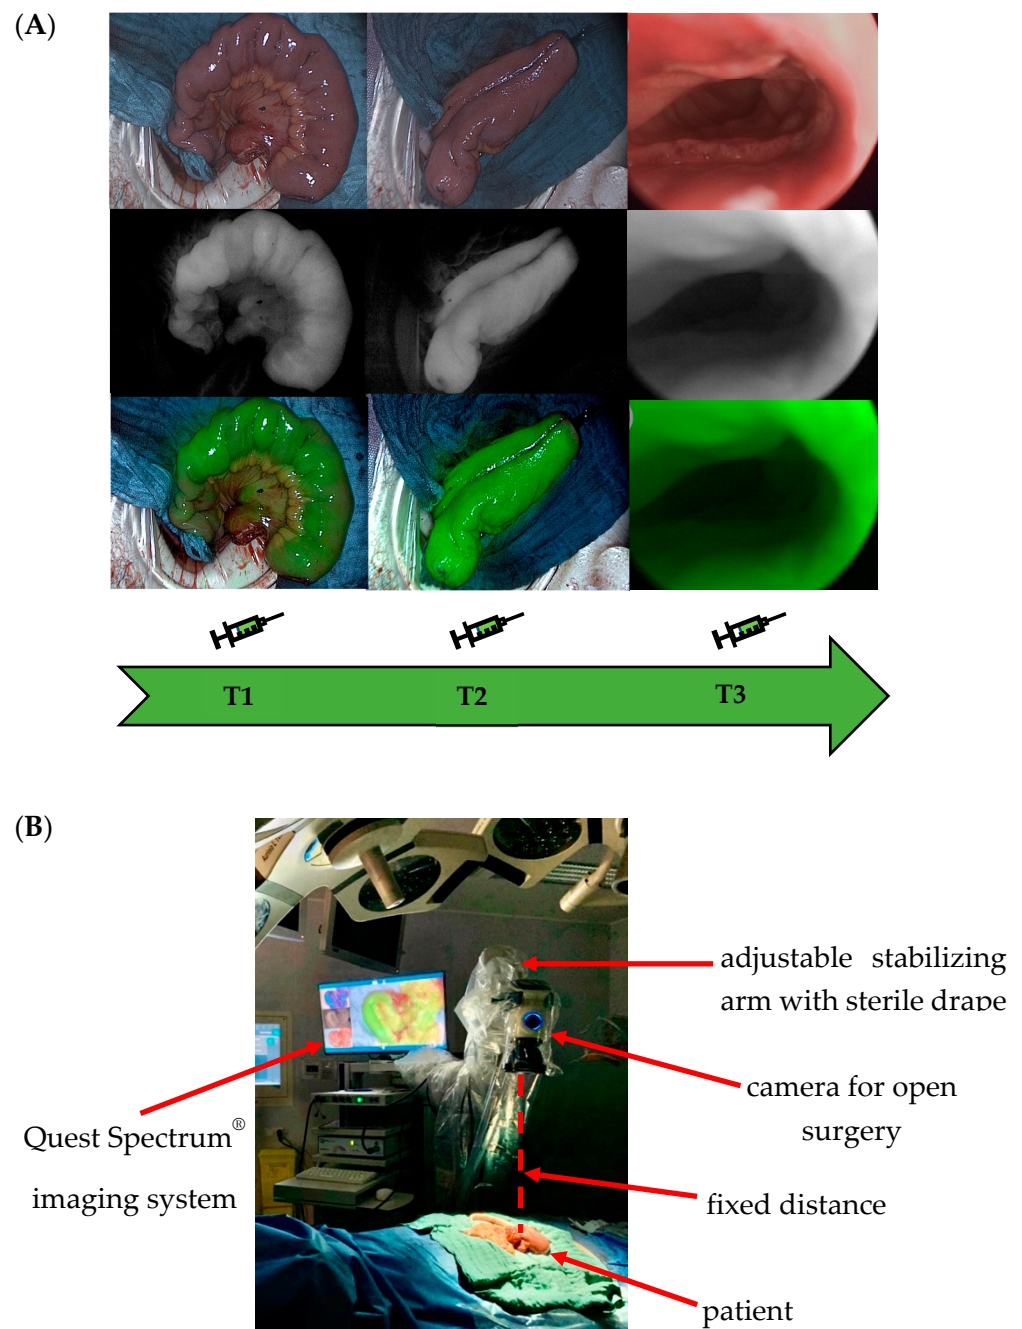 (A)
T1
T2
T3
(B)
adjustable stabilizing
arm with sterile drape
camera for open
surgery
Quest Spectrum®
imaging system
fixed distance
patient